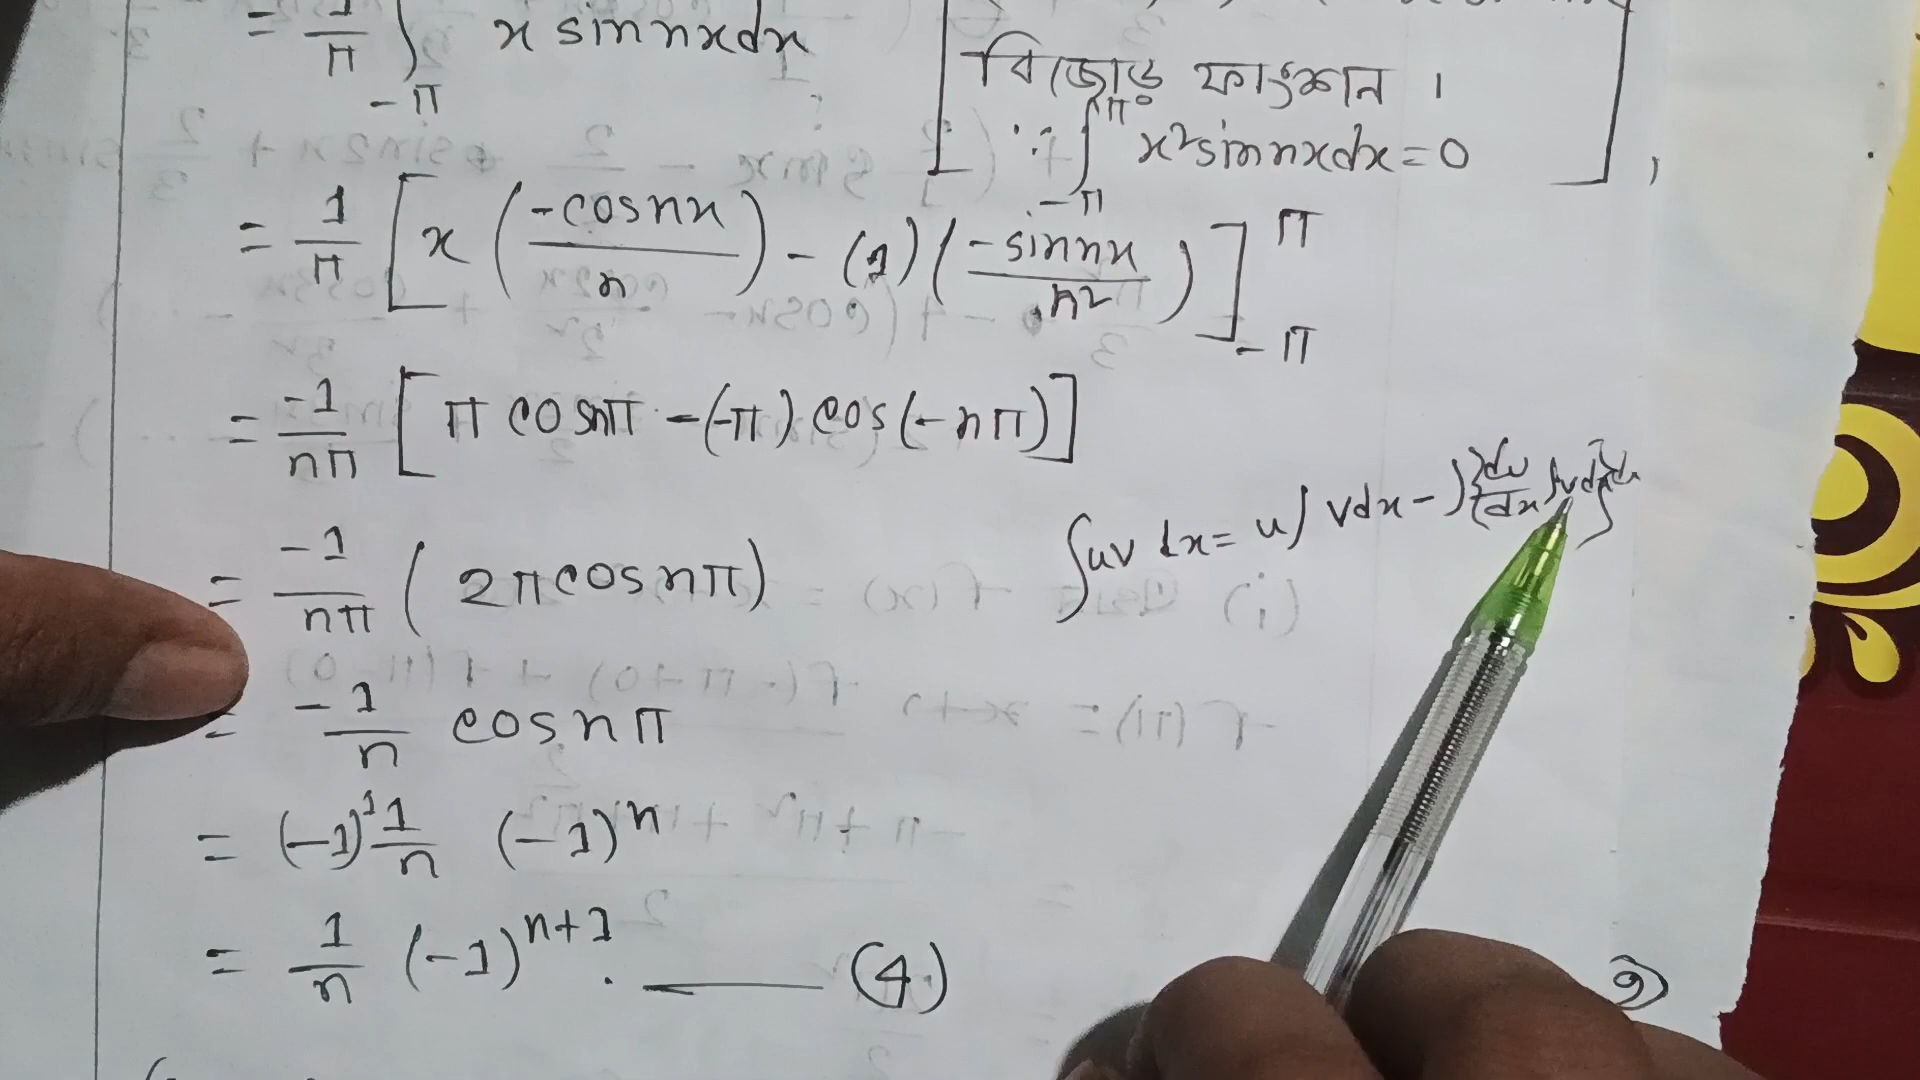 = 1/π ∫_{-π} x sin nx dx
বিজোড় ফাংশন ।
∵ ∫_{-π}^{π} x² sin nx dx = 0 ] ,
= 1/π [ x ( -cos nx / n ) - (1) ( -sin nx / n² ) ]_{-π}^{π}
= -1/nπ [ π cos nπ - (-π) cos (-nπ) ]
∫ uv dx = u ∫ v dx - ∫ { du/dx ∫ v dx } dx
= -1/nπ ( 2π cos nπ )
= -1/n cos nπ
= (-1)¹ 1/n (-1)ⁿ
= 1/n (-1)ⁿ⁺¹ . —— (4)